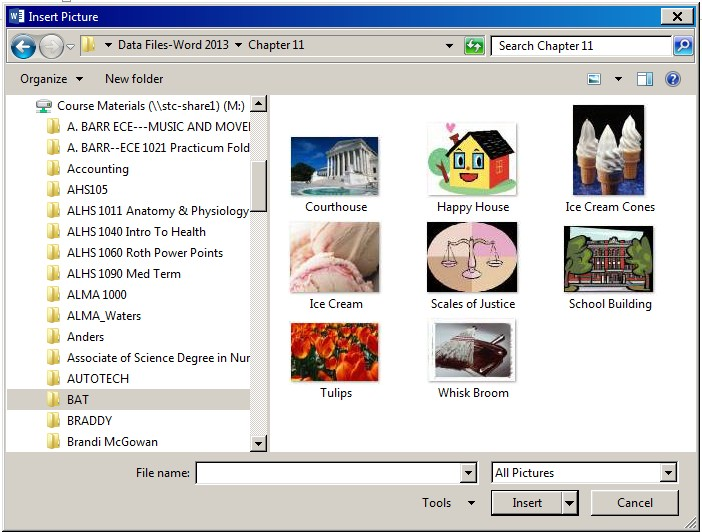 Insert Picture
Data Files-Word 2013 Chapter 11
Search Chapter 11
Organize New folder
Course Materials (\\stc-share1) (M:)
A. BARR ECE---MUSIC AND MOVE
A. BARR--ECE 1021 Practicum Fold
Accounting
AHS105
ALHS 1011 Anatomy & Physiology
ALHS 1040 Intro To Health
ALHS 1060 Roth Power Points
ALHS 1090 Med Term
ALMA 1000
ALMA_Waters
Anders
Associate of Science Degree in Nur
AUTOTECH
BAT
BRADDY
Brandi McGowan
Courthouse Happy House Ice Cream Cones
Ice Cream Scales of Justice School Building
Tulips Whisk Broom
File name: All Pictures
Tools Insert Cancel